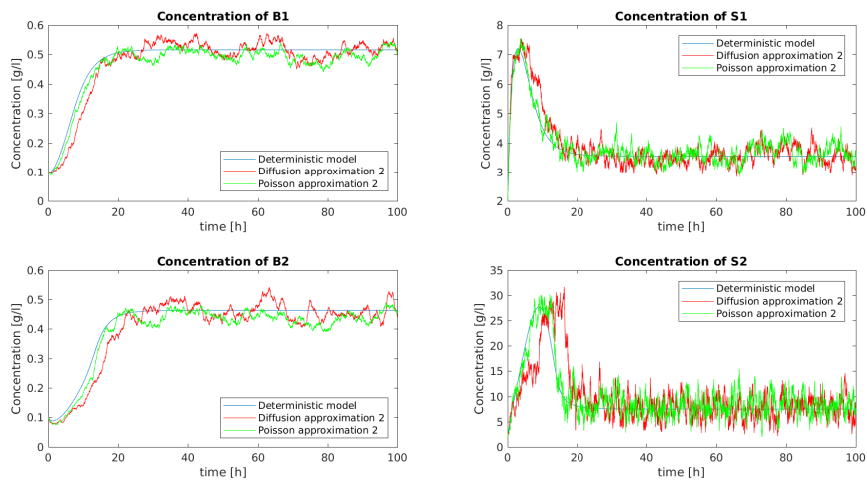 Concentration of B1
Concentration [g/l]
0.6
0.5
0.4
0.3
0.2
0.1
0
0 20 40 60 80 100
time [h]
Deterministic model
Diffusion approximation 2
Poisson approximation 2
Concentration of S1
Concentration [g/l]
9
8
7
6
5
4
3
2
1
0 20 40 60 80 100
time [h]
Deterministic model
Diffusion approximation 2
Poisson approximation 2
Concentration of B2
Concentration [g/l]
0.6
0.5
0.4
0.3
0.2
0.1
0
0 20 40 60 80 100
time [h]
Deterministic model
Diffusion approximation 2
Poisson approximation 2
Concentration of S2
Concentration [g/l]
35
30
25
20
15
10
5
0
0 20 40 60 80 100
time [h]
Deterministic model
Diffusion approximation 2
Poisson approximation 2